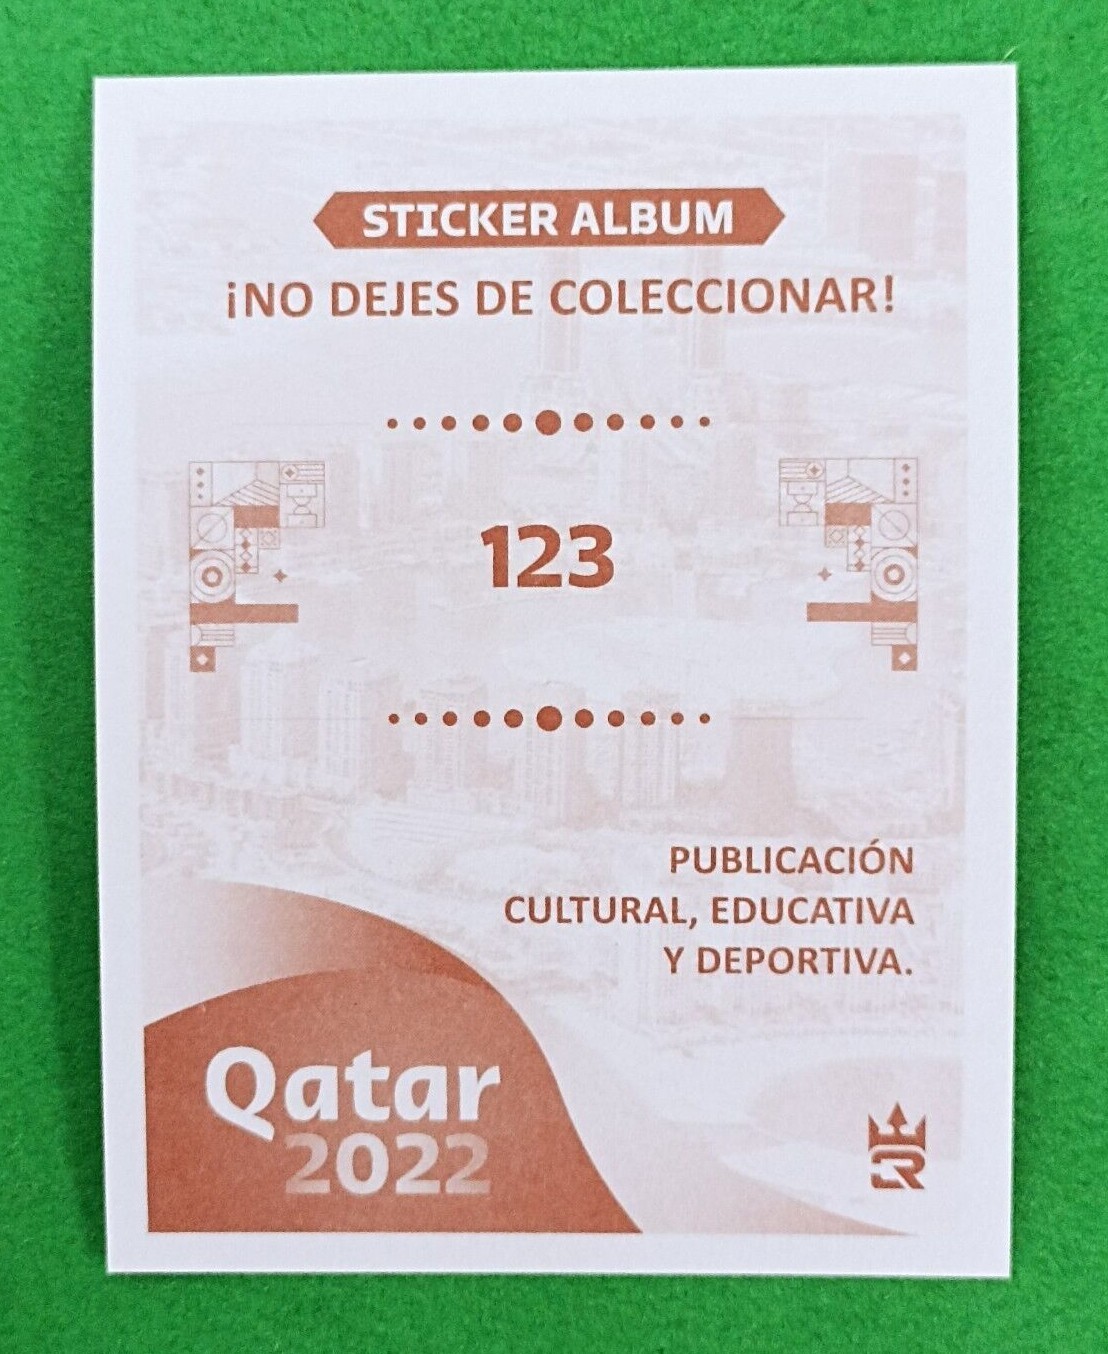 STICKER ALBUM
¡NO DEJES DE COLECCIONAR!
123
PUBLICACIÓN
CULTURAL, EDUCATIVA
Y DEPORTIVA.
Qatar
2022